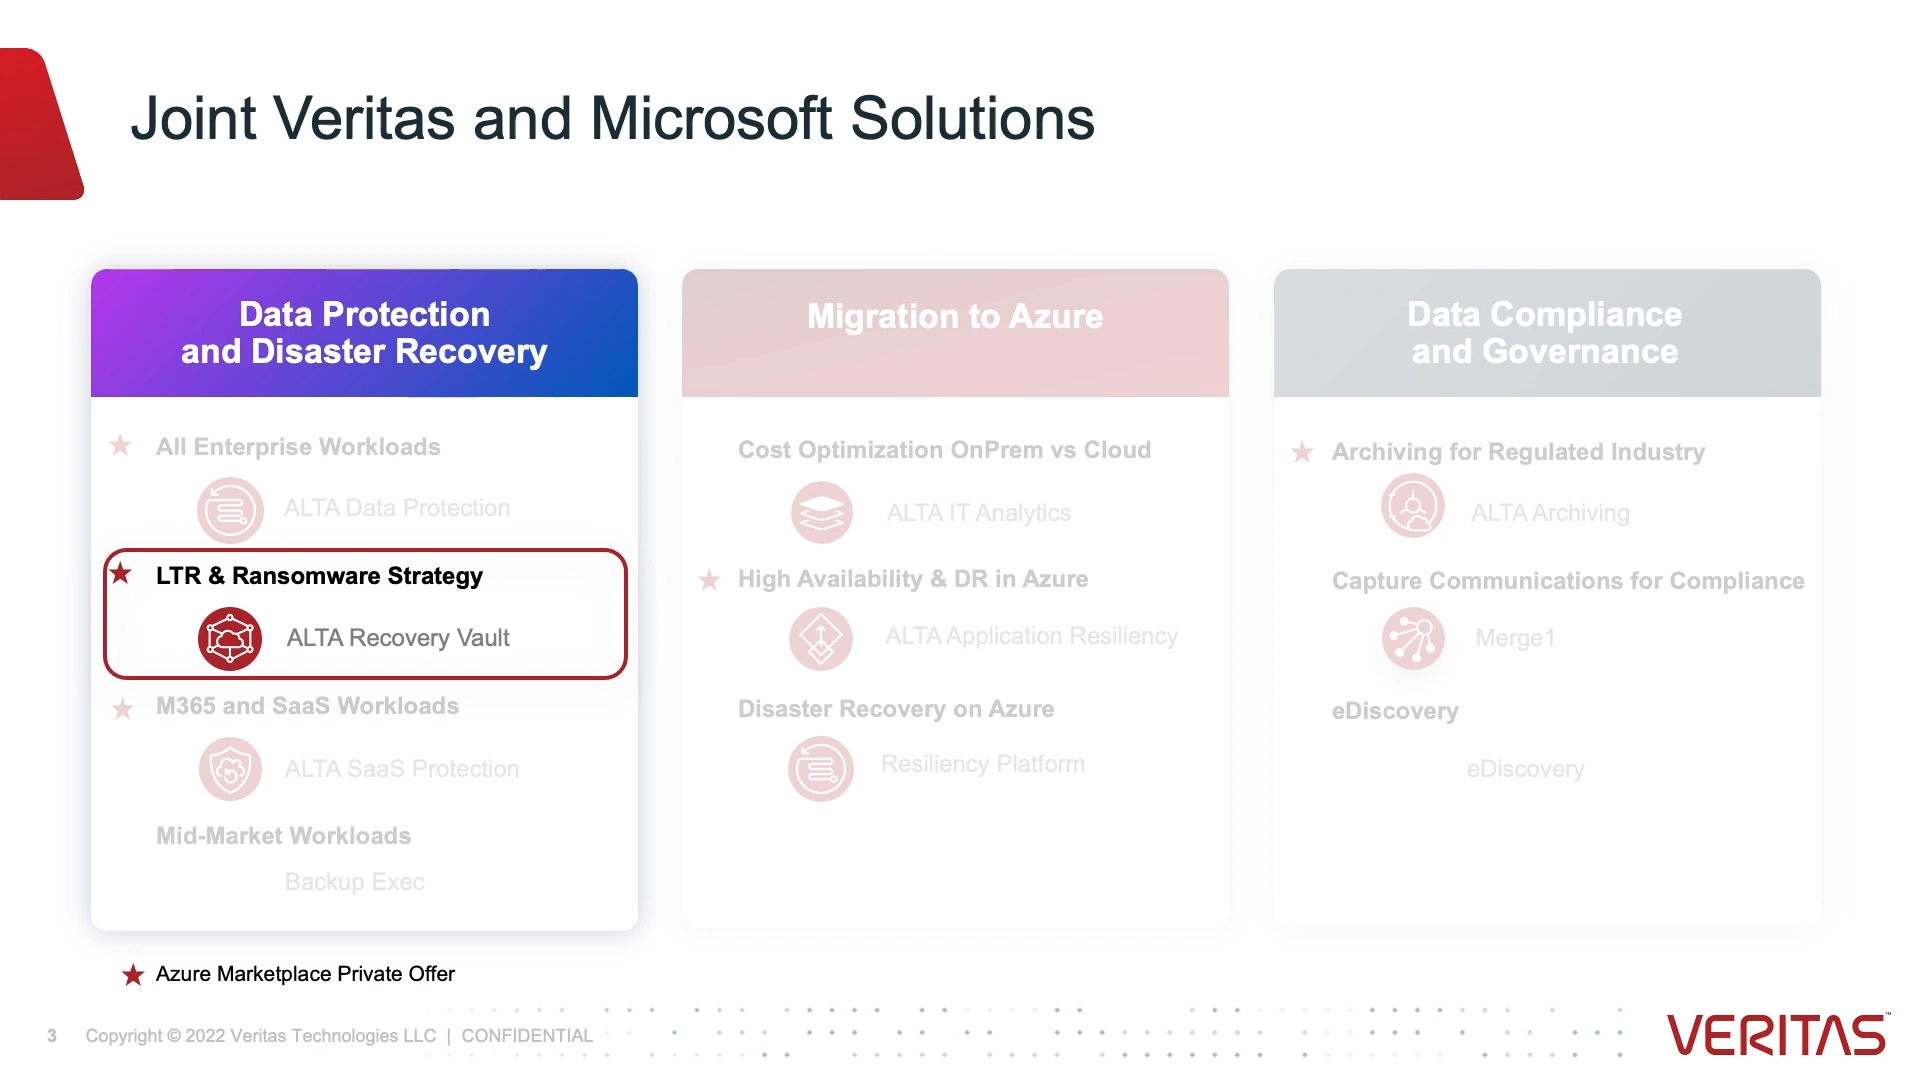 Joint Veritas and Microsoft Solutions
Data Protection
and Disaster Recovery
★ All Enterprise Workloads
ALTA Data Protection
★ LTR & Ransomware Strategy
ALTA Recovery Vault
★ M365 and SaaS Workloads
ALTA SaaS Protection
Mid-Market Workloads
Backup Exec
Migration to Azure
Cost Optimization OnPrem vs Cloud
ALTA IT Analytics
★ High Availability & DR in Azure
ALTA Application Resiliency
Disaster Recovery on Azure
Resiliency Platform
Data Compliance
and Governance
★ Archiving for Regulated Industry
ALTA Archiving
Capture Communications for Compliance
Merge1
eDiscovery
eDiscovery
★ Azure Marketplace Private Offer
3 Copyright © 2022 Veritas Technologies LLC | CONFIDENTIAL
VERITAS™